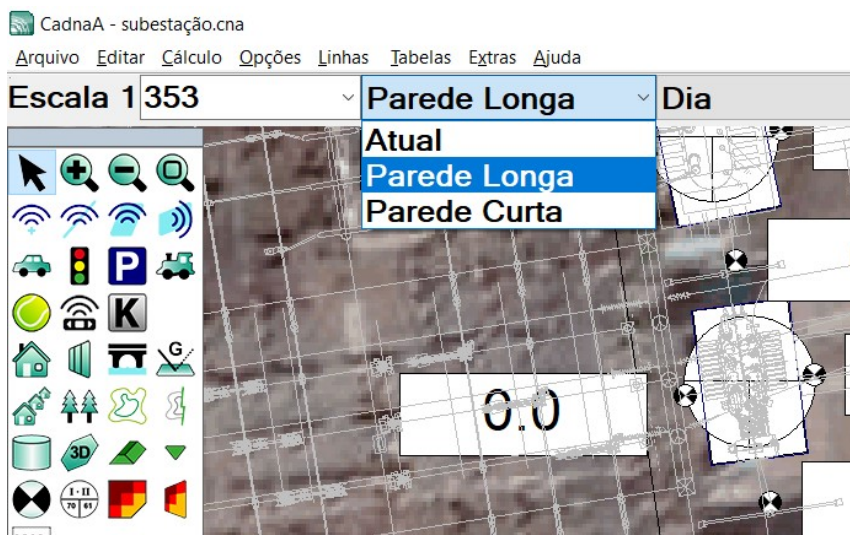 CadnaA - subestação.cna
Arquivo Editar Cálculo Opções Linhas Tabelas Extras Ajuda
Escala 1 353 Parede Longa Dia
Atual
Parede Longa
Parede Curta
P
K
G
0.0
3D
I·II
70 61